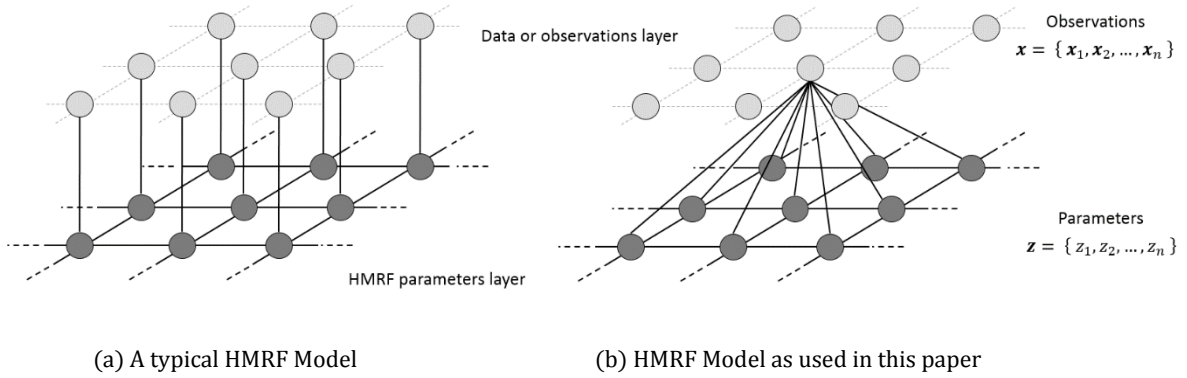 Data or observations layer
Observations
𝒙 = { 𝒙₁, 𝒙₂, ..., 𝒙ₙ }
Parameters
𝒛 = { z₁, z₂, ..., zₙ }
HMRF parameters layer
(a) A typical HMRF Model
(b) HMRF Model as used in this paper